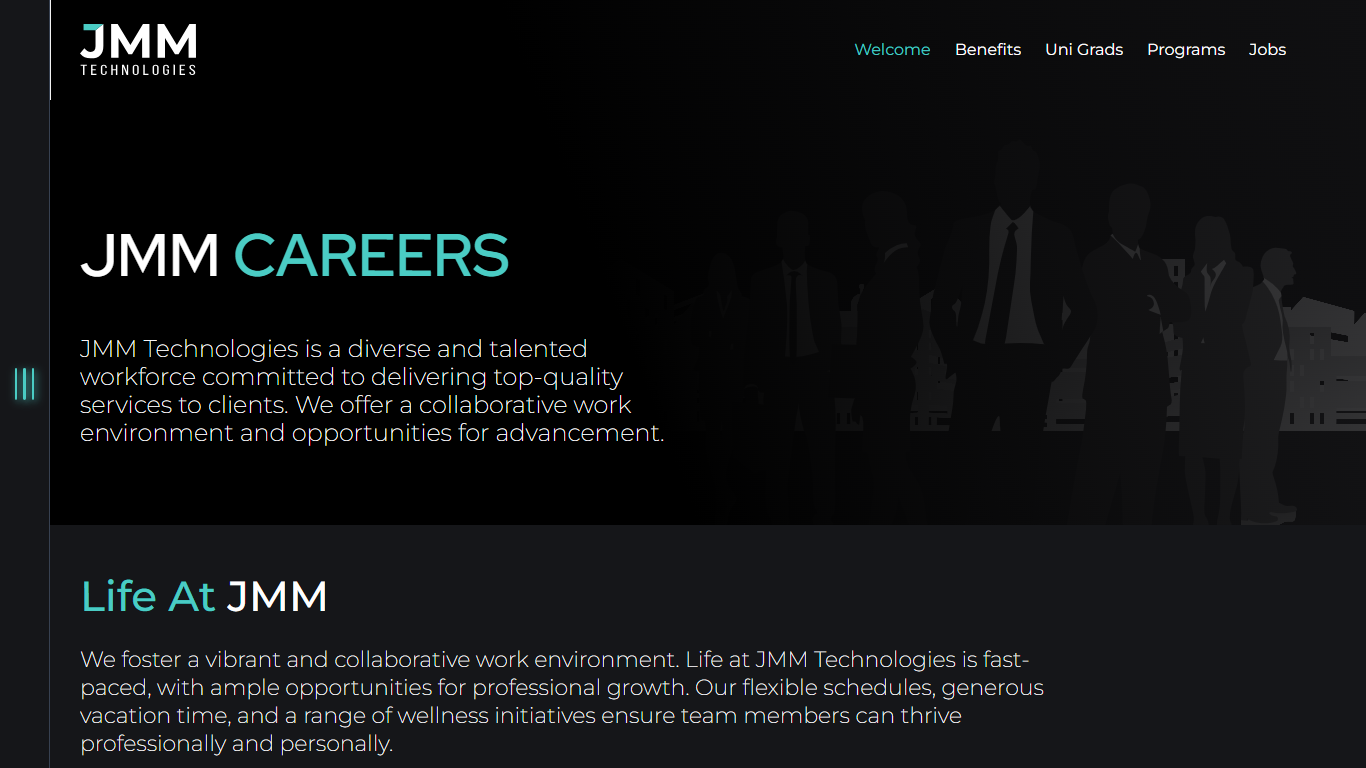 JMM
TECHNOLOGIES
Welcome Benefits Uni Grads Programs Jobs
JMM CAREERS
JMM Technologies is a diverse and talented
workforce committed to delivering top-quality
services to clients. We offer a collaborative work
environment and opportunities for advancement.
Life At JMM
We foster a vibrant and collaborative work environment. Life at JMM Technologies is fast-
paced, with ample opportunities for professional growth. Our flexible schedules, generous
vacation time, and a range of wellness initiatives ensure team members can thrive
professionally and personally.